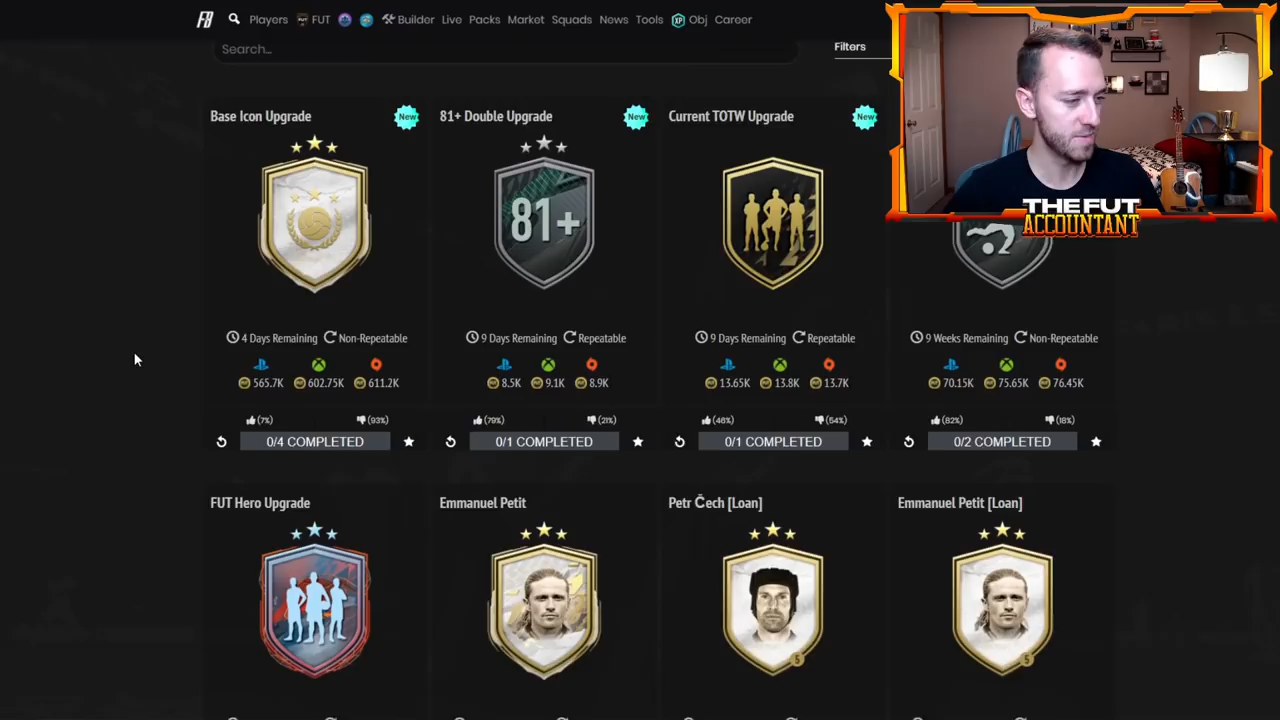 FB Players FUT Builder Live Packs Market Squads News Tools XP Obj Career
Search...
Filters
THE FUT
ACCOUNTANT
Base Icon Upgrade New
81+ Double Upgrade New
Current TOTW Upgrade New
81+
4 Days Remaining Non-Repeatable
9 Days Remaining Repeatable
9 Days Remaining Repeatable
9 Weeks Remaining Non-Repeatable
565.7K 602.75K 611.2K
8.5K 9.1K 8.9K
13.65K 13.8K 13.7K
70.15K 75.65K 76.45K
(7%) (93%)
(79%) (21%)
(46%) (54%)
(82%) (18%)
0/4 COMPLETED
0/1 COMPLETED
0/1 COMPLETED
0/2 COMPLETED
FUT Hero Upgrade
Emmanuel Petit
Petr Čech [Loan]
Emmanuel Petit [Loan]
5
5